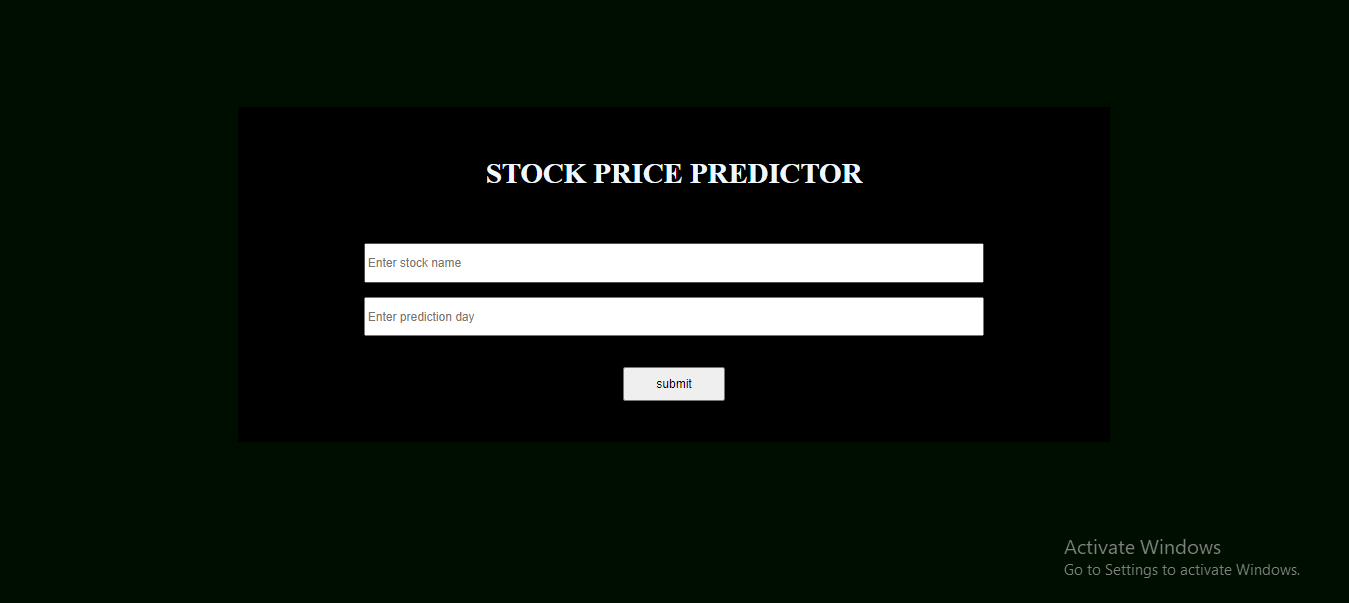 STOCK PRICE PREDICTOR
Enter stock name
Enter prediction day
submit
Activate Windows
Go to Settings to activate Windows.